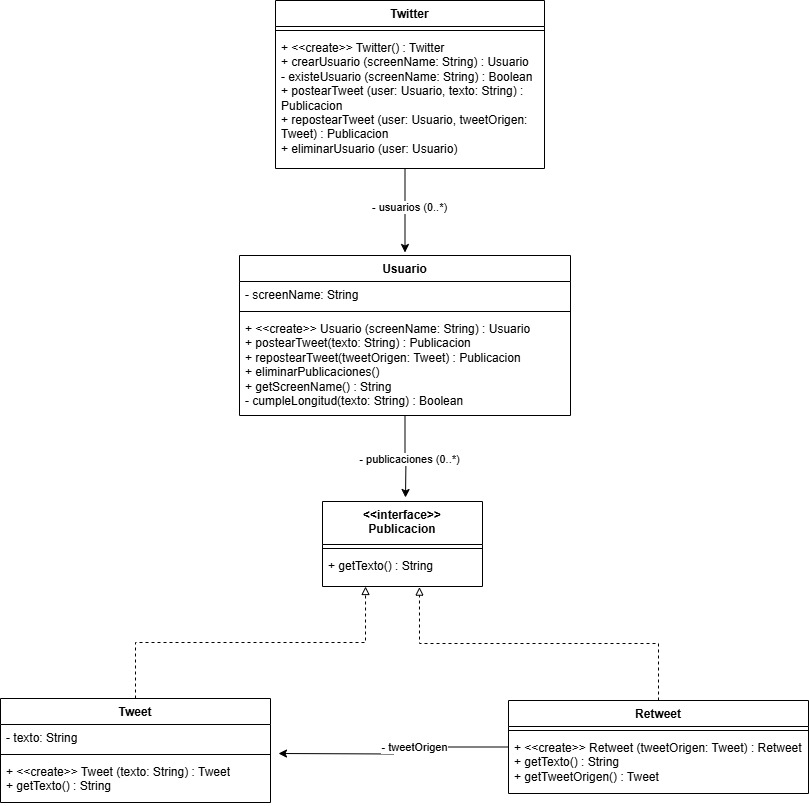 Twitter
+ <<create>> Twitter() : Twitter
+ crearUsuario (screenName: String) : Usuario
- existeUsuario (screenName: String) : Boolean
+ postearTweet (user: Usuario, texto: String) :
Publicacion
+ repostearTweet (user: Usuario, tweetOrigen:
Tweet) : Publicacion
+ eliminarUsuario (user: Usuario)
- usuarios (0..*)
Usuario
- screenName: String
+ <<create>> Usuario (screenName: String) : Usuario
+ postearTweet(texto: String) : Publicacion
+ repostearTweet(tweetOrigen: Tweet) : Publicacion
+ eliminarPublicaciones()
+ getScreenName() : String
- cumpleLongitud(texto: String) : Boolean
- publicaciones (0..*)
<<interface>>
Publicacion
+ getTexto() : String
Tweet
- texto: String
+ <<create>> Tweet (texto: String) : Tweet
+ getTexto() : String
- tweetOrigen
Retweet
+ <<create>> Retweet (tweetOrigen: Tweet) : Retweet
+ getTexto() : String
+ getTweetOrigen() : Tweet